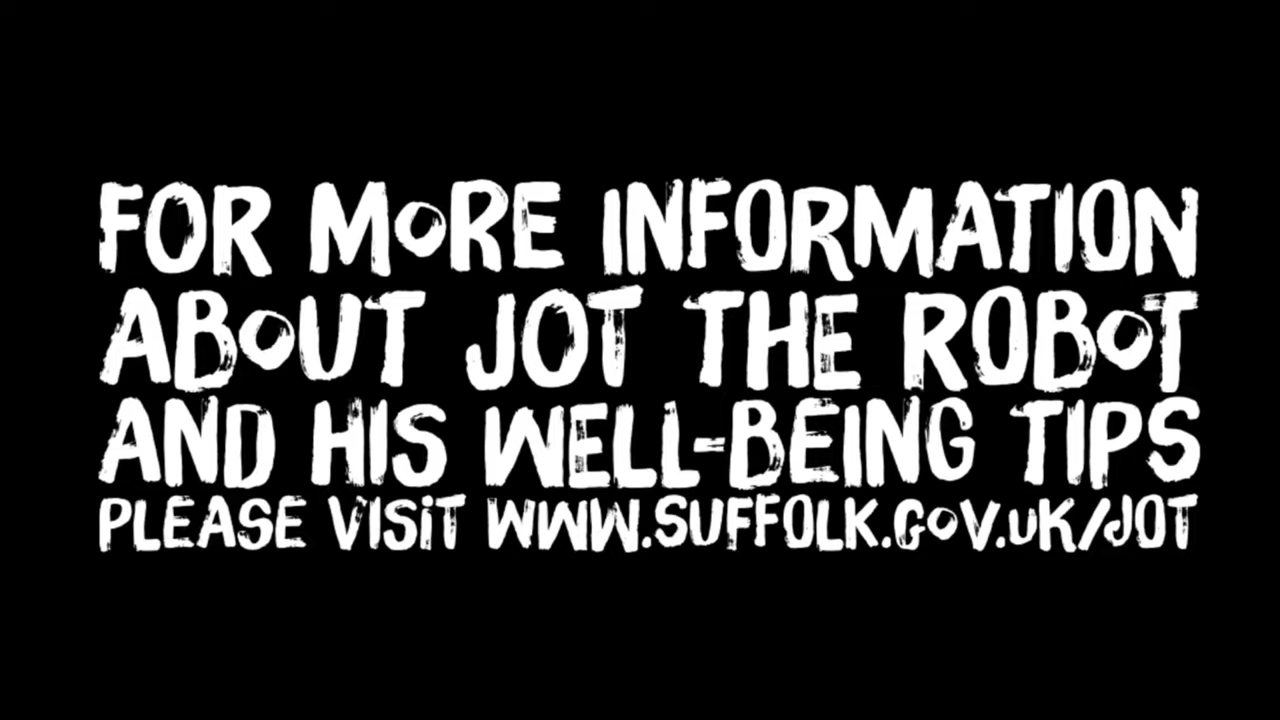 FOR MORE INFORMATION
ABOUT JOT THE ROBOT
AND HIS WELL-BEING TIPS
PLEASE VISIT WWW.SUFFOLK.GOV.UK/JOT